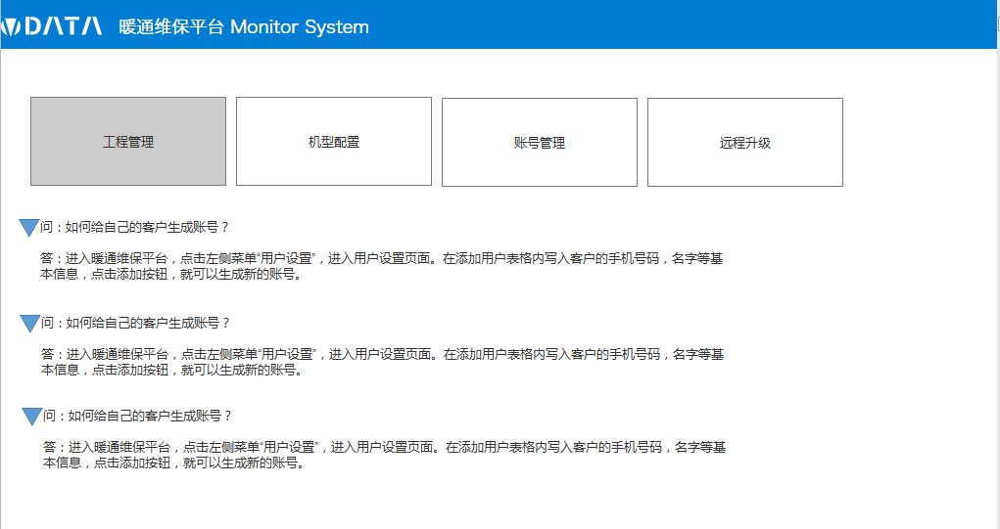 WDATA 暖通维保平台 Monitor System
工程管理 机型配置 账号管理 远程升级
问：如何给自己的客户生成账号？
答：进入暖通维保平台，点击左侧菜单“用户设置”，进入用户设置页面。在添加用户表格内写入客户的手机号码，名字等基
本信息，点击添加按钮，就可以生成新的账号。
问：如何给自己的客户生成账号？
答：进入暖通维保平台，点击左侧菜单“用户设置”，进入用户设置页面。在添加用户表格内写入客户的手机号码，名字等基
本信息，点击添加按钮，就可以生成新的账号。
问：如何给自己的客户生成账号？
答：进入暖通维保平台，点击左侧菜单“用户设置”，进入用户设置页面。在添加用户表格内写入客户的手机号码，名字等基
本信息，点击添加按钮，就可以生成新的账号。